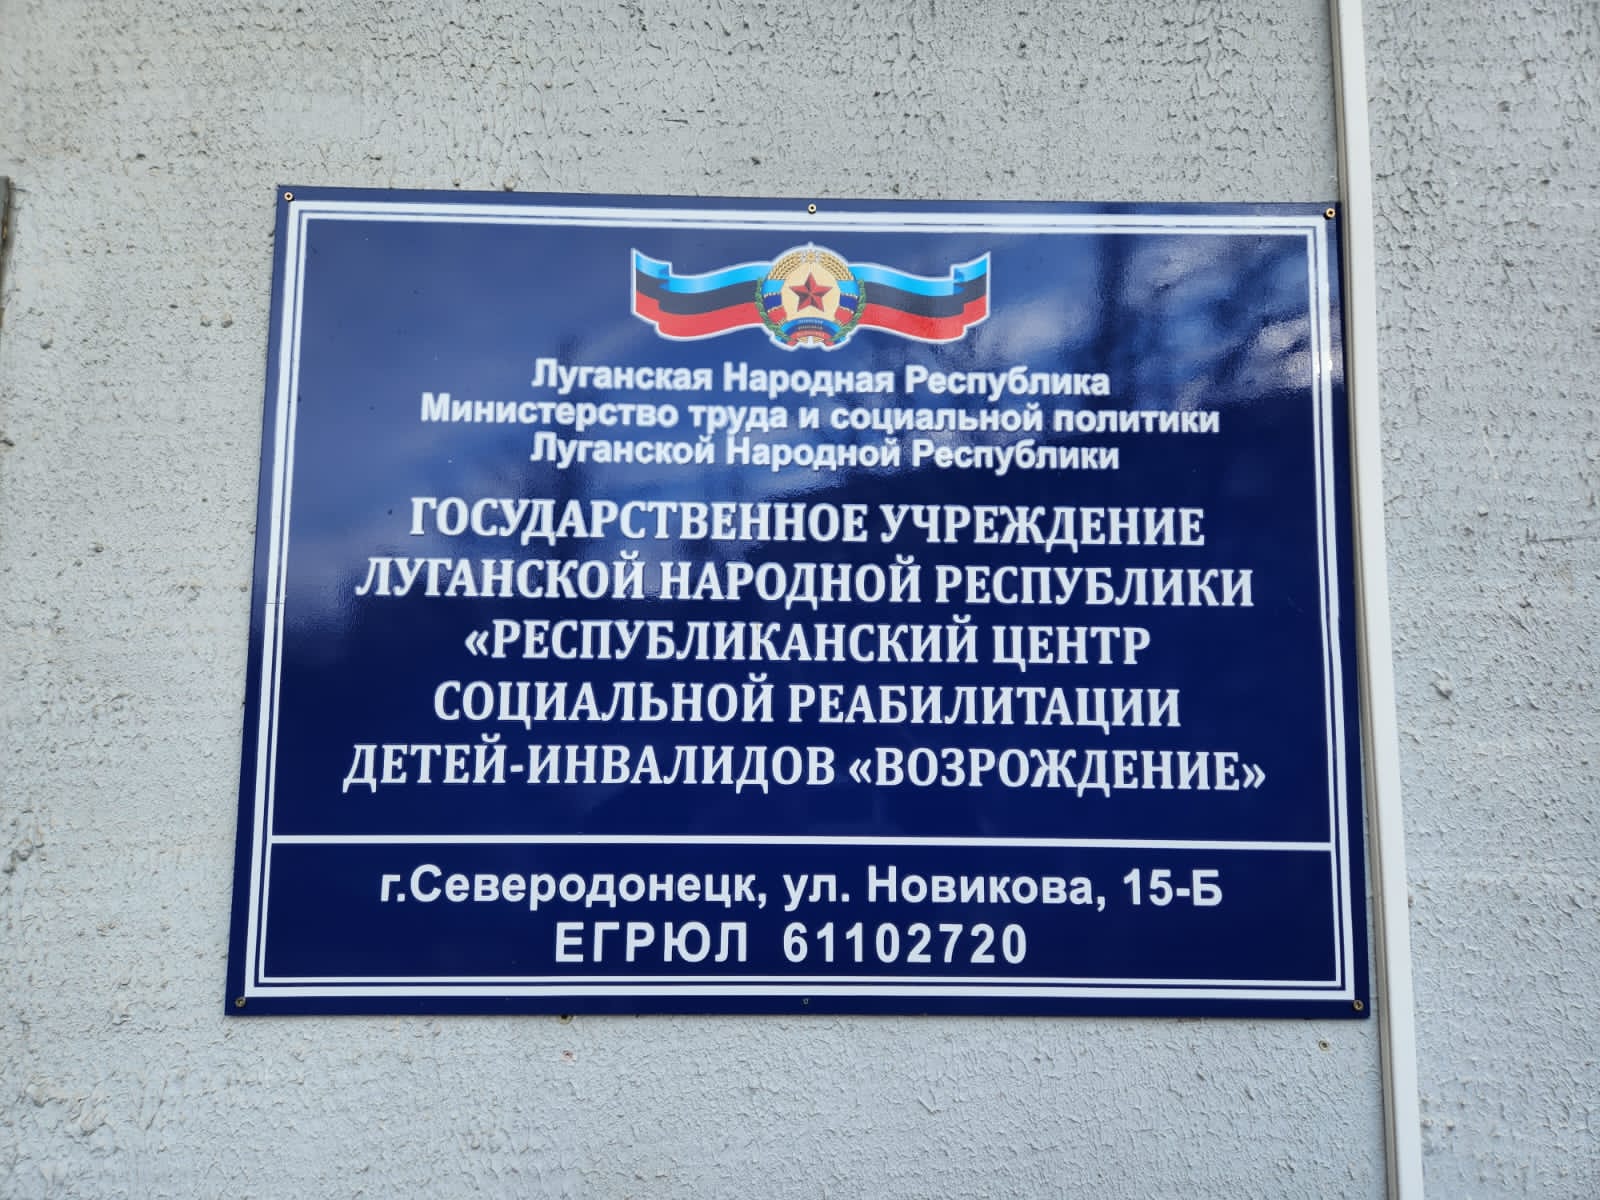 Луганская Народная Республика
Министерство труда и социальной политики
Луганской Народной Республики
ГОСУДАРСТВЕННОЕ УЧРЕЖДЕНИЕ
ЛУГАНСКОЙ НАРОДНОЙ РЕСПУБЛИКИ
«РЕСПУБЛИКАНСКИЙ ЦЕНТР
СОЦИАЛЬНОЙ РЕАБИЛИТАЦИИ
ДЕТЕЙ-ИНВАЛИДОВ «ВОЗРОЖДЕНИЕ»
г.Северодонецк, ул. Новикова, 15-Б
ЕГРЮЛ 61102720